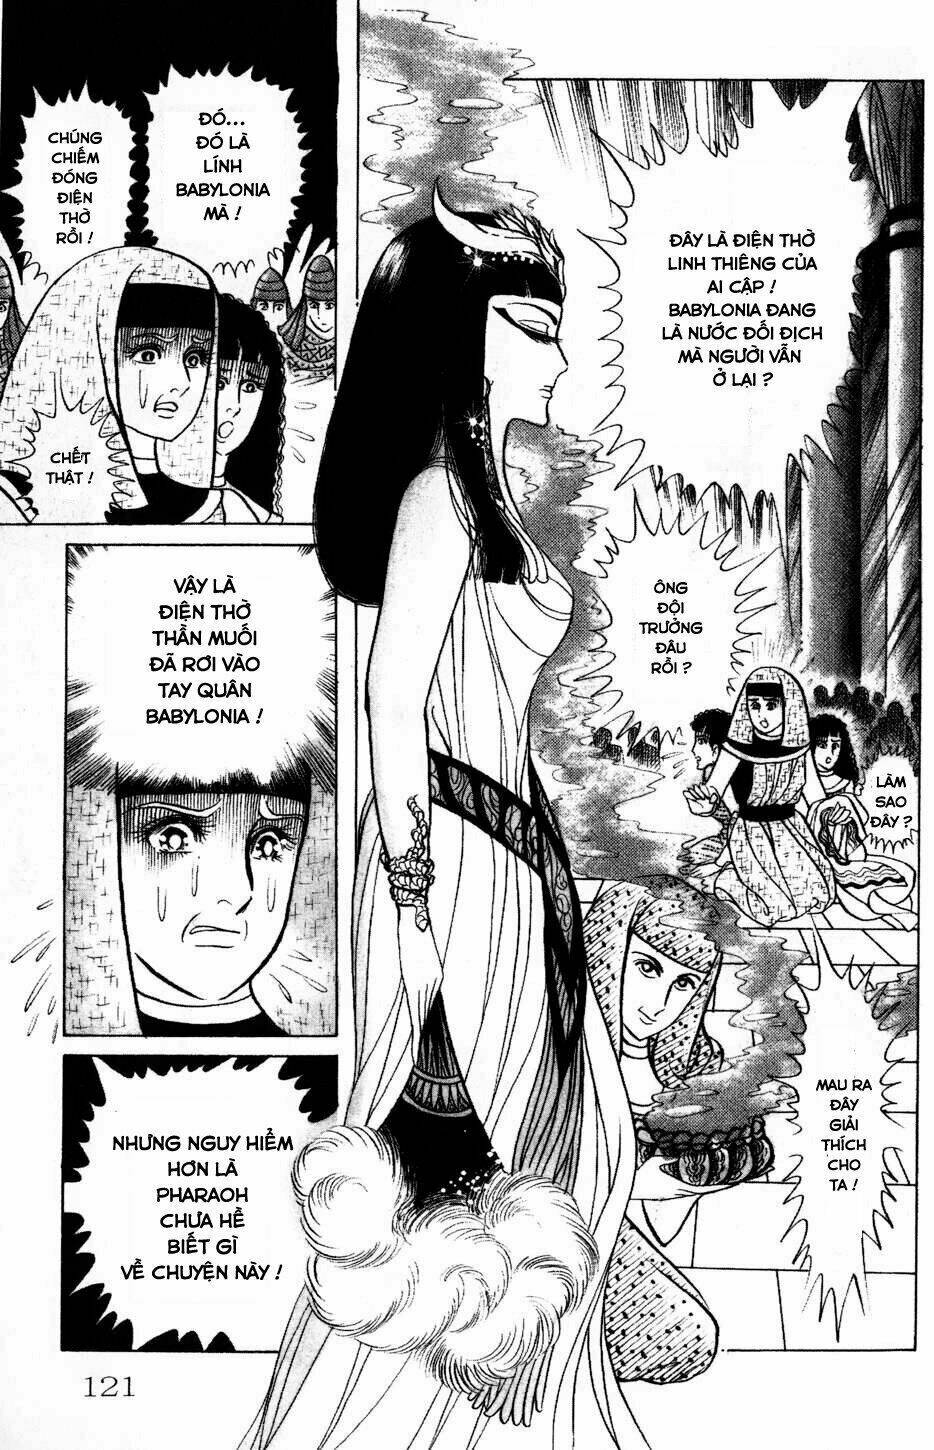 ĐÂY LÀ ĐIỆN THỜ
LINH THIÊNG CỦA
AI CẬP !
BABYLONIA ĐANG
LÀ NƯỚC ĐỐI ĐỊCH
MÀ NGƯỜI VẪN
Ở LẠI ?
ÔNG
ĐỘI
TRƯỞNG
ĐÂU
RỒI ?
LÀM
SAO
ĐÂY ?
MAU RA
ĐÂY
GIẢI
THÍCH
CHO
TA !
ĐÓ...
ĐÓ LÀ
LÍNH
BABYLONIA
MÀ !
CHÚNG
CHIẾM
ĐÓNG
ĐIỆN
THỜ
RỒI !
CHẾT
THẬT !
VẬY LÀ
ĐIỆN THỜ
THẦN MUỐI
ĐÃ RƠI VÀO
TAY QUÂN
BABYLONIA !
NHƯNG NGUY HIỂM
HƠN LÀ
PHARAOH
CHƯA HỀ
BIẾT GÌ
VỀ CHUYỆN NÀY !
121